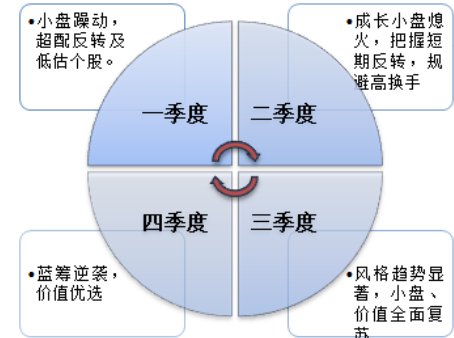 •小盘躁动，
超配反转及
低估个股。
•成长小盘熄
火，把握短
期反转，规
避高换手
一季度
二季度
四季度
三季度
•蓝筹逆袭，
价值优选
•风格趋势显
著，小盘、
价值全面复
苏